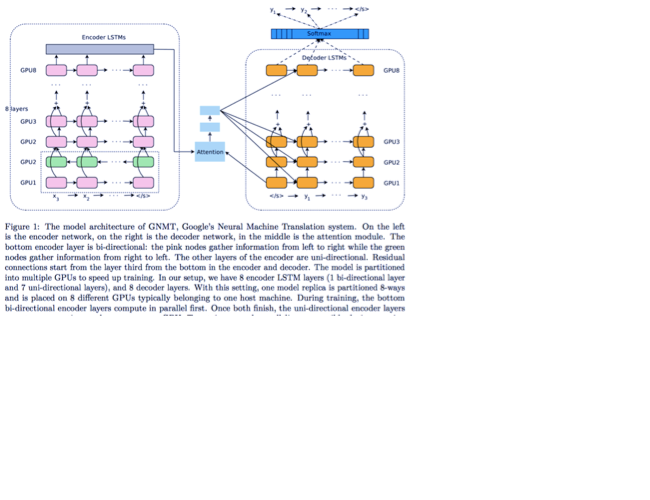 y1 y2 ... </s>
Softmax
Encoder LSTMs
Decoder LSTMs
GPU8
GPU8
...
...
8 layers
GPU3
GPU3
GPU2
GPU2
Attention
GPU2
GPU1
GPU1
x3 x2 ... </s>
</s> y1 ... y3
Figure 1: The model architecture of GNMT, Google's Neural Machine Translation system. On the left
is the encoder network, on the right is the decoder network, in the middle is the attention module. The
bottom encoder layer is bi-directional: the pink nodes gather information from left to right while the green
nodes gather information from right to left. The other layers of the encoder are uni-directional. Residual
connections start from the layer third from the bottom in the encoder and decoder. The model is partitioned
into multiple GPUs to speed up training. In our setup, we have 8 encoder LSTM layers (1 bi-directional layer
and 7 uni-directional layers), and 8 decoder layers. With this setting, one model replica is partitioned 8-ways
and is placed on 8 different GPUs typically belonging to one host machine. During training, the bottom
bi-directional encoder layers compute in parallel first. Once both finish, the uni-directional encoder layers